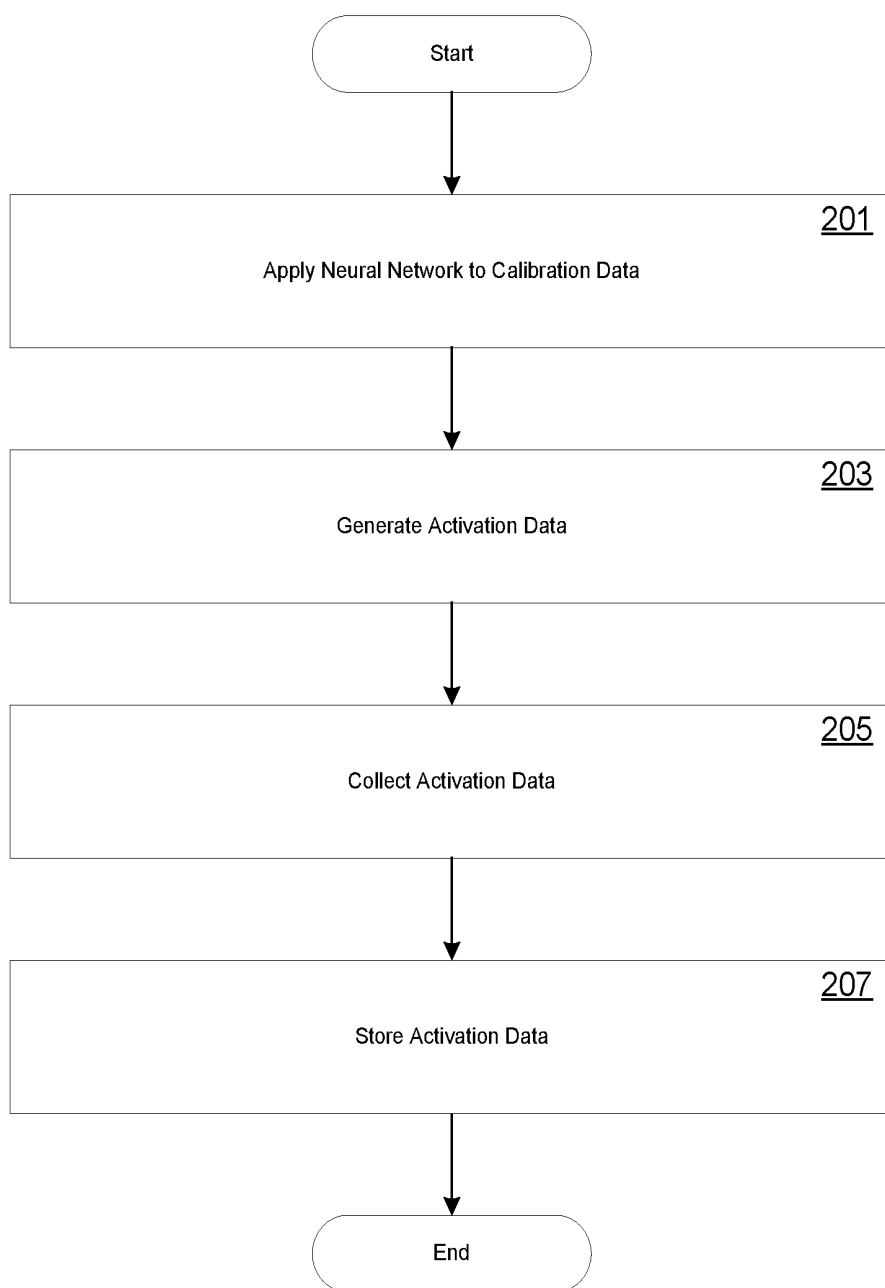 Start
201
Apply Neural Network to Calibration Data
203
Generate Activation Data
205
Collect Activation Data
207
Store Activation Data
End